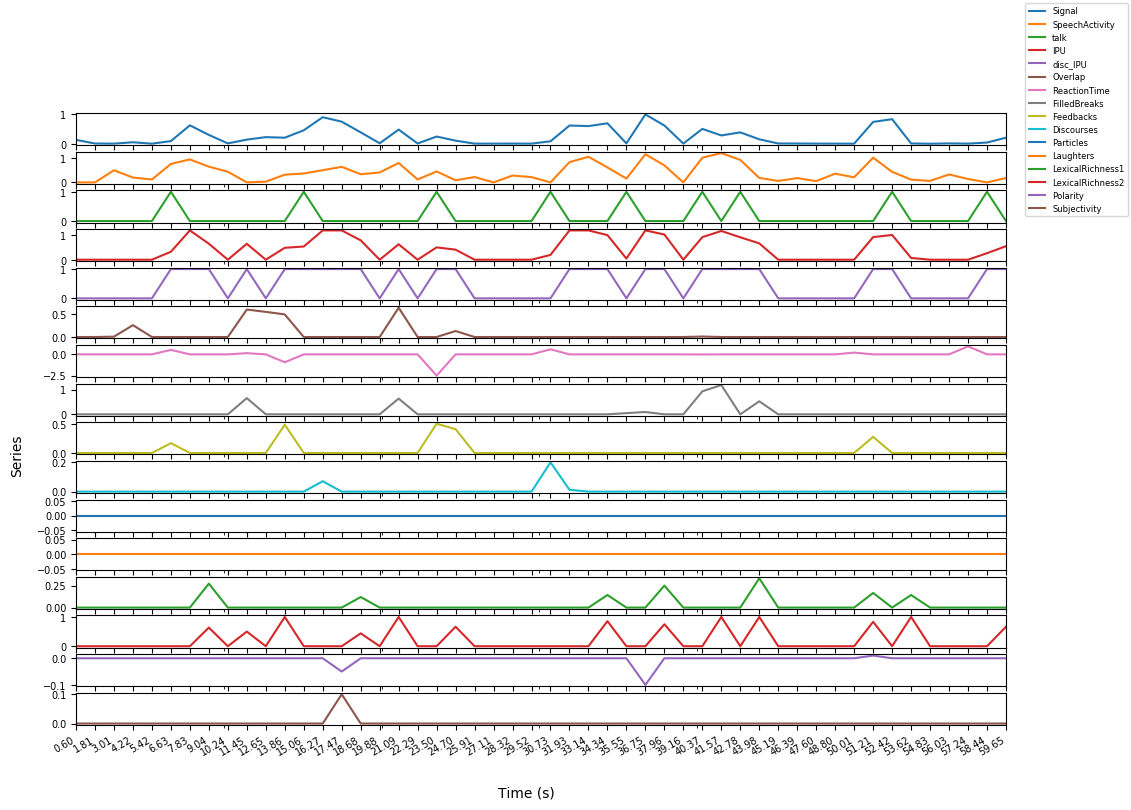 Signal
SpeechActivity
talk
IPU
disc_IPU
Overlap
ReactionTime
FilledBreaks
Feedbacks
Discourses
Particles
Laughters
LexicalRichness1
LexicalRichness2
Polarity
Subjectivity
1
0
1
0
1
0
1
0
1
0
0.5
0.0
0.0
−2.5
1
0
0.5
0.0
0.2
0.0
0.05
0.00
−0.05
0.05
0.00
−0.05
0.25
0.00
1
0
0.0
−0.1
0.1
0.0
Series
0.60 1.81 3.01 4.22 5.42 6.63 7.83 9.04 10.24 11.45 12.65 13.86 15.06 16.27 17.47 18.68 19.88 21.09 22.29 23.50 24.70 25.91 27.11 28.32 29.52 30.73 31.93 33.14 34.34 35.55 36.75 37.96 39.16 40.37 41.57 42.78 43.98 45.19 46.39 47.60 48.80 50.01 51.21 52.42 53.62 54.83 56.03 57.24 58.44 59.65
Time (s)